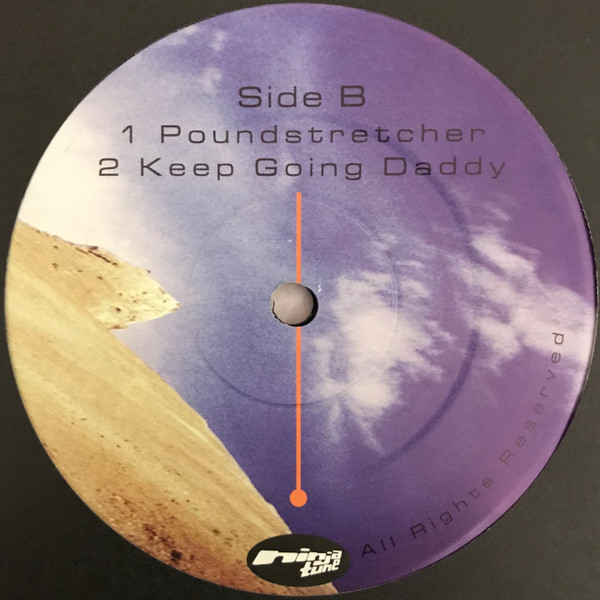 Side B
1 Poundstretcher
2 Keep Going Daddy
All Rights Reserved
ninja
tune